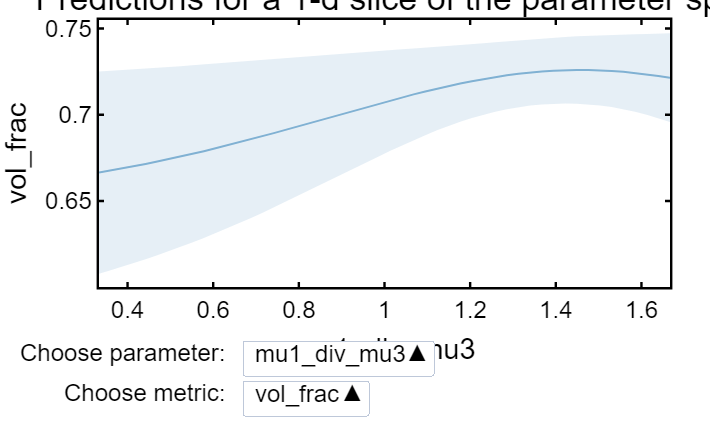 Predictions for a 1-d slice of the parameter sp
0.75
0.7
0.65
vol_frac
0.4 0.6 0.8 1 1.2 1.4 1.6
mu3
Choose parameter: mu1_div_mu3▲
Choose metric: vol_frac▲